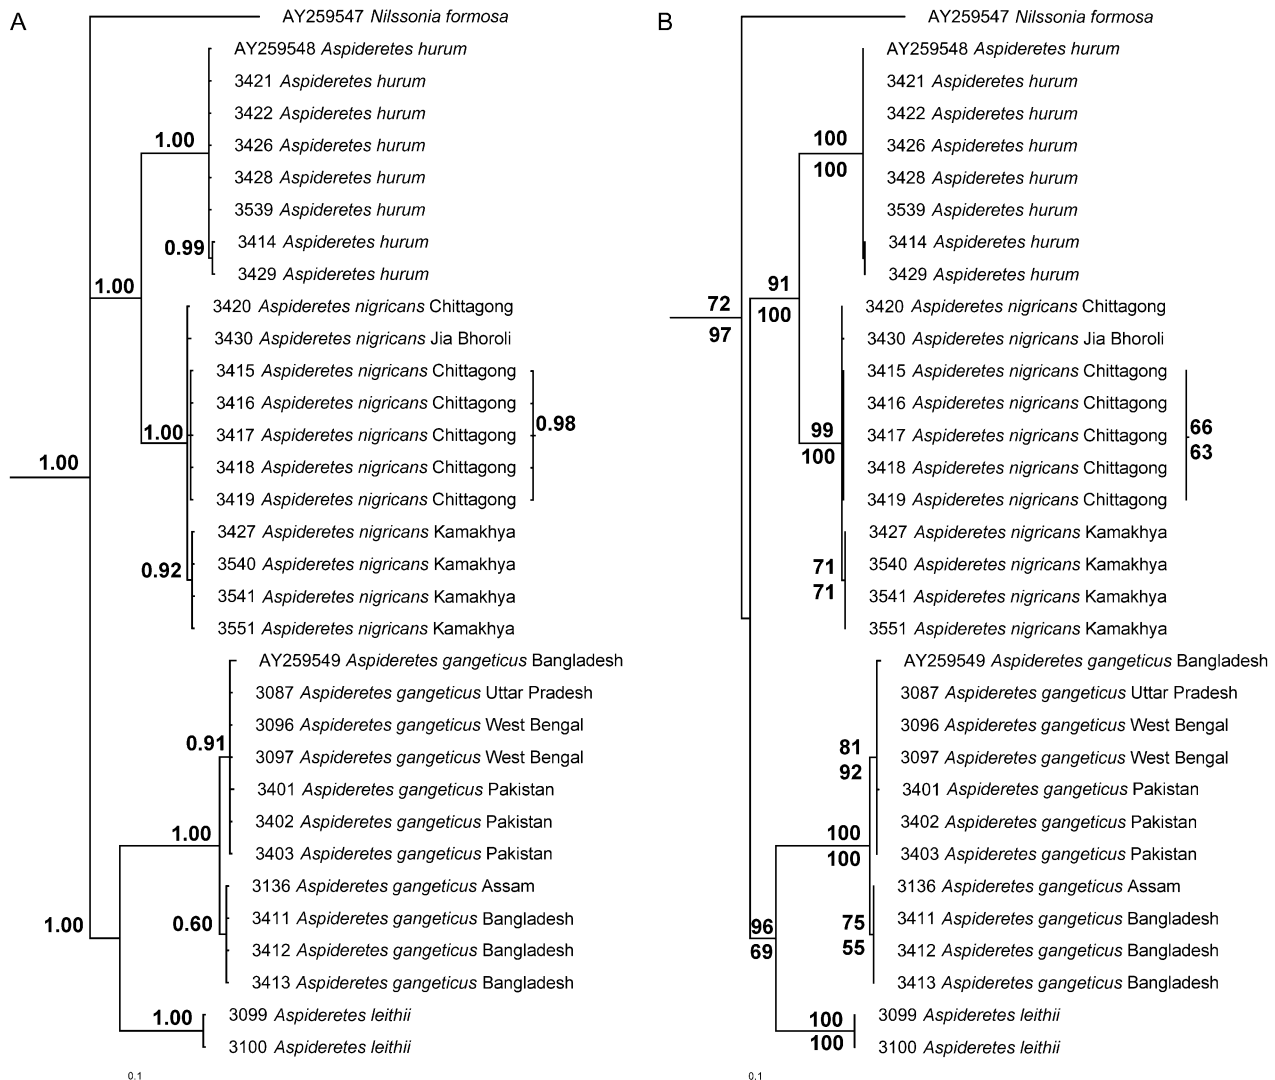 A
AY259547 Nilssonia formosa
AY259548 Aspideretes hurum
3421 Aspideretes hurum
3422 Aspideretes hurum
1.00
3426 Aspideretes hurum
3428 Aspideretes hurum
3539 Aspideretes hurum
0.99
3414 Aspideretes hurum
3429 Aspideretes hurum
1.00
3420 Aspideretes nigricans Chittagong
3430 Aspideretes nigricans Jia Bhoroli
3415 Aspideretes nigricans Chittagong
3416 Aspideretes nigricans Chittagong
0.98
1.00
3417 Aspideretes nigricans Chittagong
1.00
3418 Aspideretes nigricans Chittagong
3419 Aspideretes nigricans Chittagong
3427 Aspideretes nigricans Kamakhya
0.92
3540 Aspideretes nigricans Kamakhya
3541 Aspideretes nigricans Kamakhya
3551 Aspideretes nigricans Kamakhya
AY259549 Aspideretes gangeticus Bangladesh
3087 Aspideretes gangeticus Uttar Pradesh
3096 Aspideretes gangeticus West Bengal
0.91
3097 Aspideretes gangeticus West Bengal
3401 Aspideretes gangeticus Pakistan
3402 Aspideretes gangeticus Pakistan
1.00
3403 Aspideretes gangeticus Pakistan
3136 Aspideretes gangeticus Assam
3411 Aspideretes gangeticus Bangladesh
0.60
1.00
3412 Aspideretes gangeticus Bangladesh
3413 Aspideretes gangeticus Bangladesh
1.00
3099 Aspideretes leithii
3100 Aspideretes leithii
0.1
B
AY259547 Nilssonia formosa
AY259548 Aspideretes hurum
3421 Aspideretes hurum
3422 Aspideretes hurum
100
3426 Aspideretes hurum
100
3428 Aspideretes hurum
3539 Aspideretes hurum
3414 Aspideretes hurum
3429 Aspideretes hurum
91
72
3420 Aspideretes nigricans Chittagong
100
97
3430 Aspideretes nigricans Jia Bhoroli
3415 Aspideretes nigricans Chittagong
3416 Aspideretes nigricans Chittagong
66
99
3417 Aspideretes nigricans Chittagong
63
100
3418 Aspideretes nigricans Chittagong
3419 Aspideretes nigricans Chittagong
3427 Aspideretes nigricans Kamakhya
71
3540 Aspideretes nigricans Kamakhya
71
3541 Aspideretes nigricans Kamakhya
3551 Aspideretes nigricans Kamakhya
AY259549 Aspideretes gangeticus Bangladesh
3087 Aspideretes gangeticus Uttar Pradesh
3096 Aspideretes gangeticus West Bengal
81
3097 Aspideretes gangeticus West Bengal
92
3401 Aspideretes gangeticus Pakistan
3402 Aspideretes gangeticus Pakistan
100
3403 Aspideretes gangeticus Pakistan
100
3136 Aspideretes gangeticus Assam
75
3411 Aspideretes gangeticus Bangladesh
96
55
3412 Aspideretes gangeticus Bangladesh
69
3413 Aspideretes gangeticus Bangladesh
100
3099 Aspideretes leithii
100
3100 Aspideretes leithii
0.1